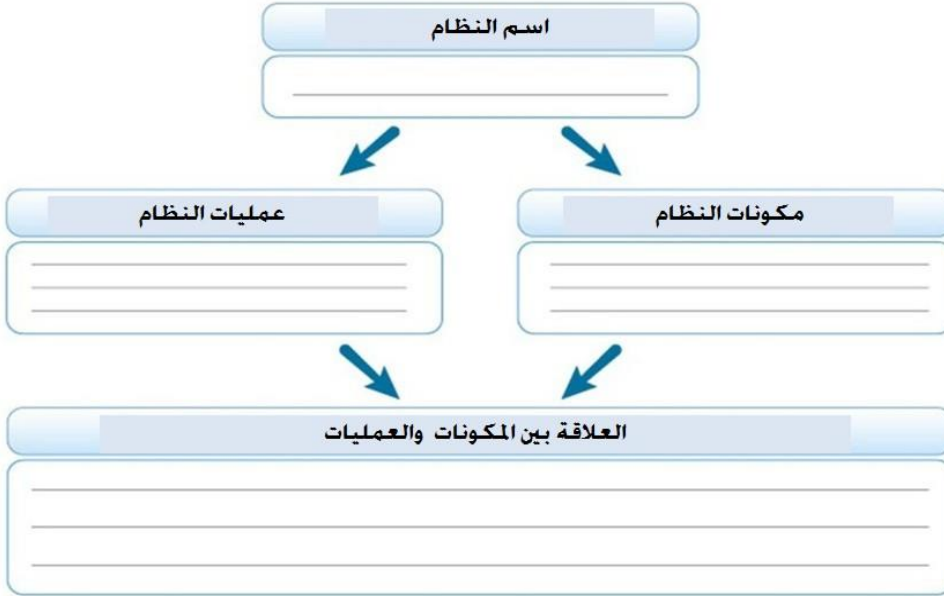 اسم النظام
مكونات النظام
عمليات النظام
العلاقة بين المكونات والعمليات